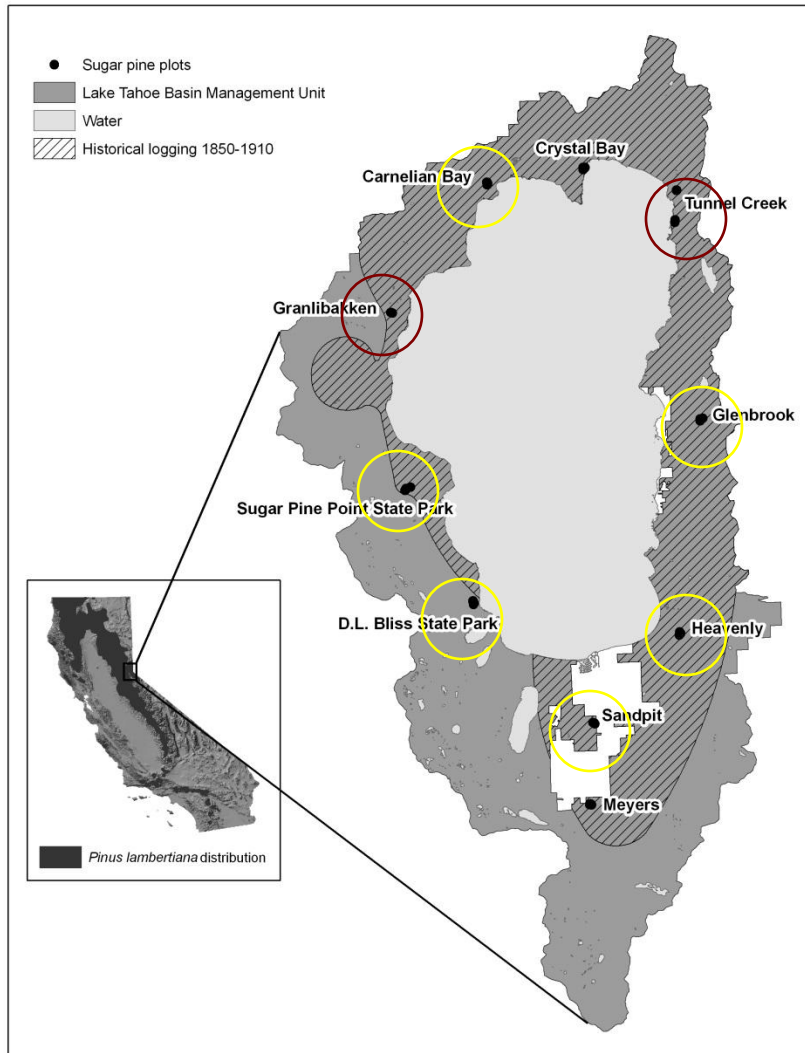 Sugar pine plots
Lake Tahoe Basin Management Unit
Water
Historical logging 1850-1910
Crystal Bay
Carnelian Bay
Tunnel Creek
Granlibakken
Glenbrook
Sugar Pine Point State Park
D.L. Bliss State Park
Heavenly
Sandpit
Meyers
Pinus lambertiana distribution